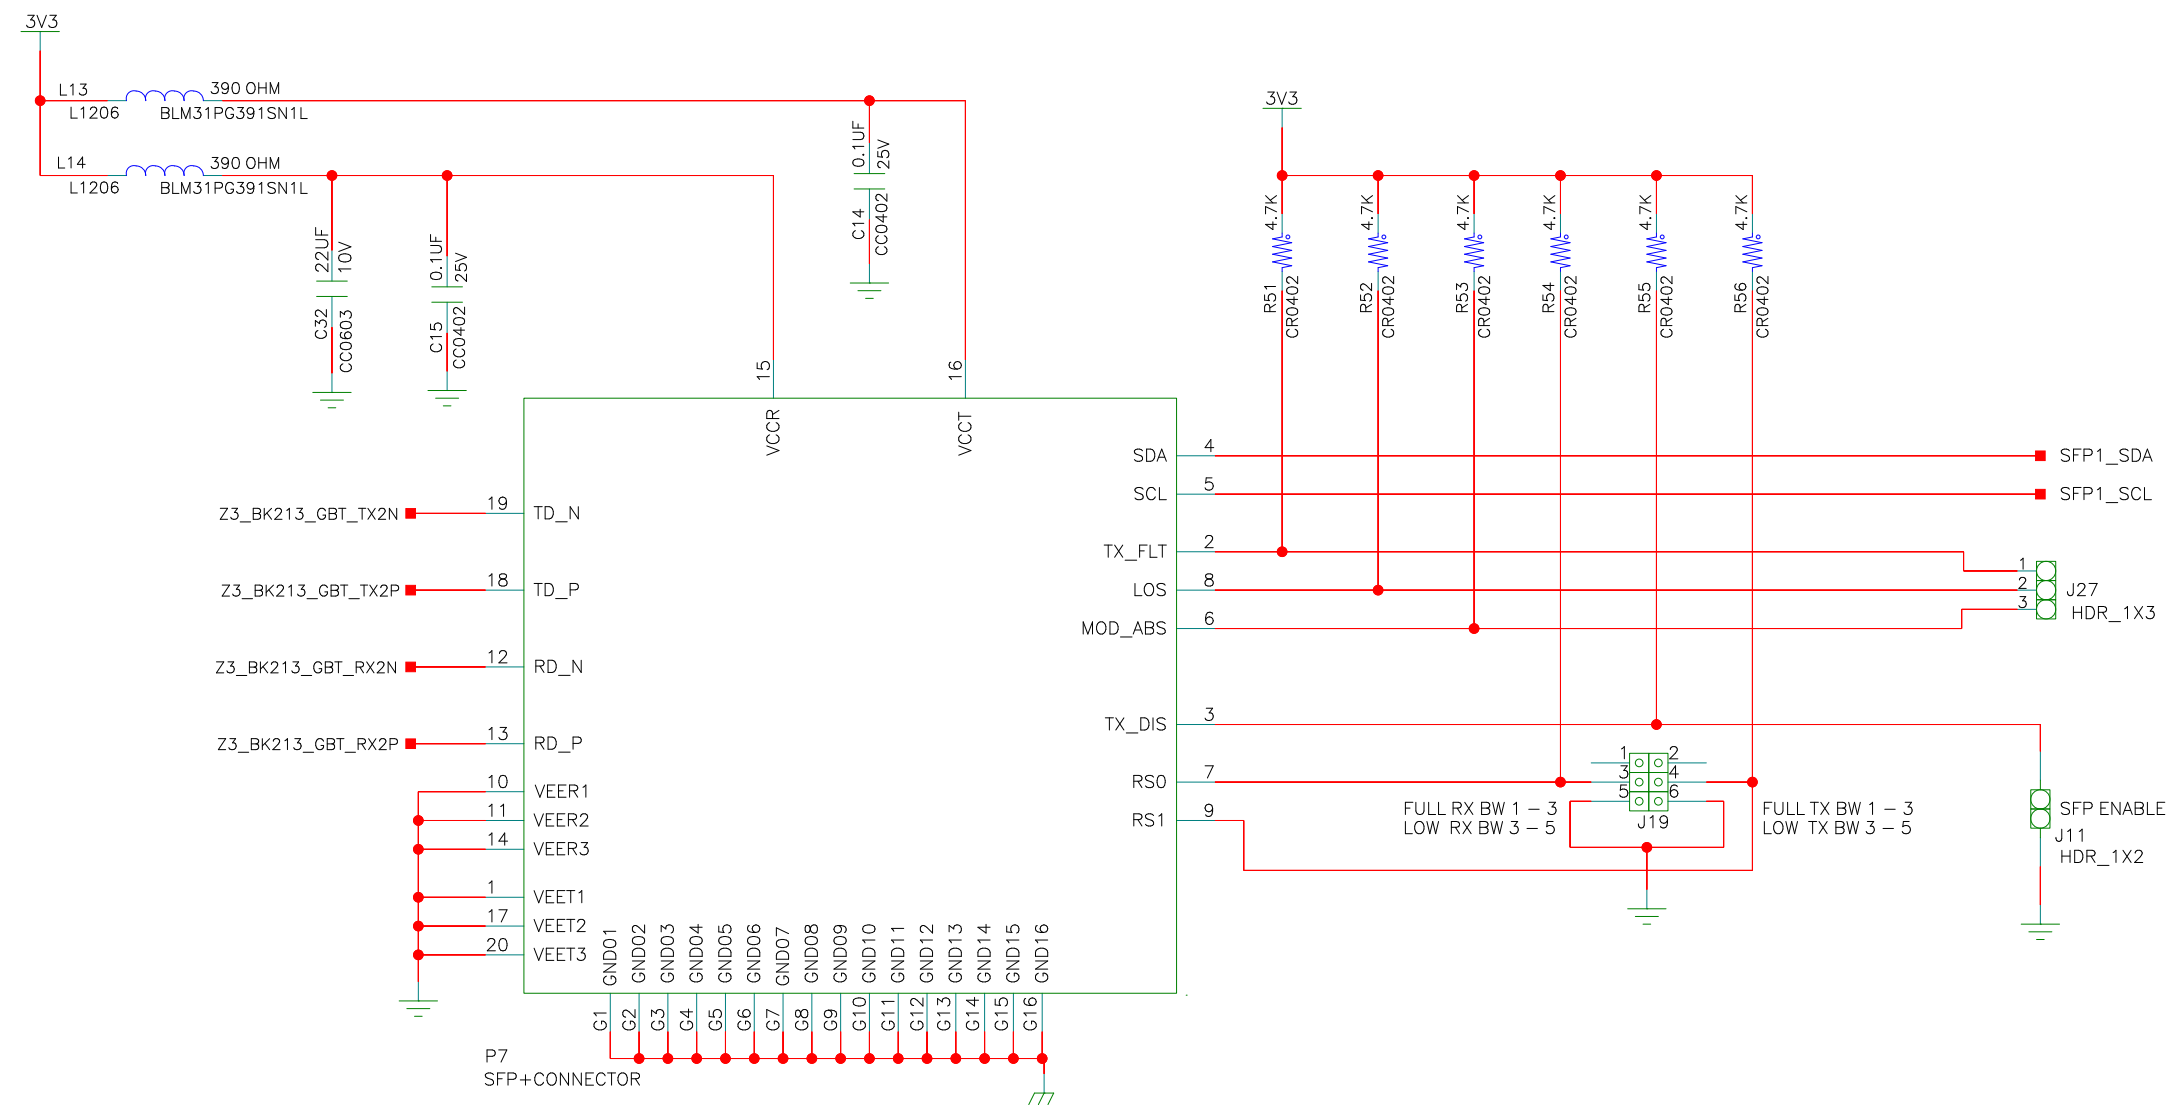 3V3
L13
390 OHM
L1206
BLM31PG391SN1L
L14
390 OHM
L1206
BLM31PG391SN1L
22UF
10V
C32
CC0603
0.1UF
25V
C15
CC0402
0.1UF
25V
C14
CC0402
3V3
4.7K
R51
CR0402
4.7K
R52
CR0402
4.7K
R53
CR0402
4.7K
R54
CR0402
4.7K
R55
CR0402
4.7K
R56
CR0402
15
VCCR
16
VCCT
Z3_BK213_GBT_TX2N
19
TD_N
Z3_BK213_GBT_TX2P
18
TD_P
Z3_BK213_GBT_RX2N
12
RD_N
Z3_BK213_GBT_RX2P
13
RD_P
10
VEER1
11
VEER2
14
VEER3
1
VEET1
17
VEET2
20
VEET3
SDA
4
SFP1_SDA
SCL
5
SFP1_SCL
TX_FLT
2
LOS
8
MOD_ABS
6
1
2
3
J27
HDR_1X3
TX_DIS
3
RS0
7
RS1
9
1
2
3
4
5
6
J19
FULL RX BW 1 - 3
LOW RX BW 3 - 5
FULL TX BW 1 - 3
LOW TX BW 3 - 5
SFP ENABLE
J11
HDR_1X2
GND01
GND02
GND03
GND04
GND05
GND06
GND07
GND08
GND09
GND10
GND11
GND12
GND13
GND14
GND15
GND16
G1
G2
G3
G4
G5
G6
G7
G8
G9
G10
G11
G12
G13
G14
G15
G16
P7
SFP+CONNECTOR